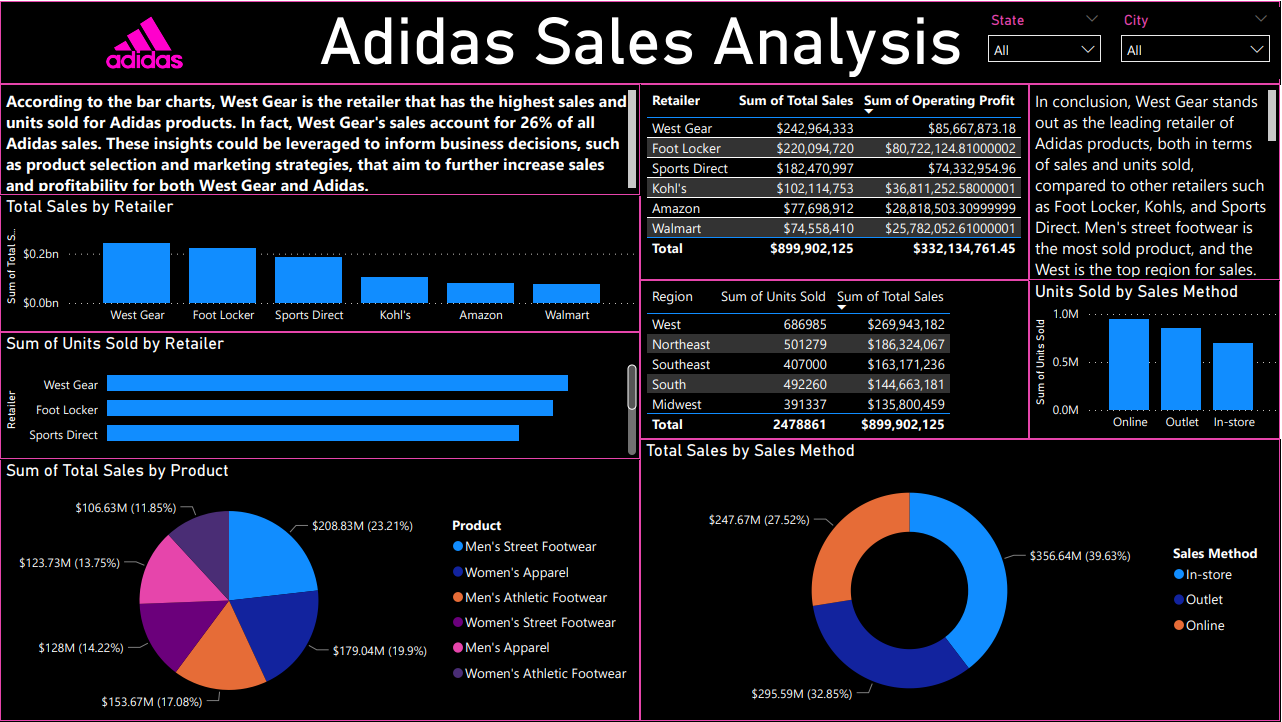 adidas
Adidas Sales Analysis
State
All
City
All
According to the bar charts, West Gear is the retailer that has the highest sales and
units sold for Adidas products. In fact, West Gear's sales account for 26% of all
Adidas sales. These insights could be leveraged to inform business decisions, such
as product selection and marketing strategies, that aim to further increase sales
and profitability for both West Gear and Adidas.
Total Sales by Retailer
Sum of Total S...
$0.2bn
$0.0bn
West Gear Foot Locker Sports Direct Kohl's Amazon Walmart
Sum of Units Sold by Retailer
Retailer
West Gear
Foot Locker
Sports Direct
Sum of Total Sales by Product
$106.63M (11.85%)
$208.83M (23.21%)
$123.73M (13.75%)
$128M (14.22%)
$179.04M (19.9%)
$153.67M (17.08%)
Product
Men's Street Footwear
Women's Apparel
Men's Athletic Footwear
Women's Street Footwear
Men's Apparel
Women's Athletic Footwear
Retailer Sum of Total Sales Sum of Operating Profit
West Gear $242,964,333 $85,667,873.18
Foot Locker $220,094,720 $80,722,124.81000002
Sports Direct $182,470,997 $74,332,954.96
Kohl's $102,114,753 $36,811,252.58000001
Amazon $77,698,912 $28,818,503.30999999
Walmart $74,558,410 $25,782,052.61000001
Total $899,902,125 $332,134,761.45
Region Sum of Units Sold Sum of Total Sales
West 686985 $269,943,182
Northeast 501279 $186,324,067
Southeast 407000 $163,171,236
South 492260 $144,663,181
Midwest 391337 $135,800,459
Total 2478861 $899,902,125
In conclusion, West Gear stands
out as the leading retailer of
Adidas products, both in terms
of sales and units sold,
compared to other retailers such
as Foot Locker, Kohls, and Sports
Direct. Men's street footwear is
the most sold product, and the
West is the top region for sales.
Units Sold by Sales Method
Sum of Units Sold
1.0M
0.5M
0.0M
Online Outlet In-store
Total Sales by Sales Method
$247.67M (27.52%)
$356.64M (39.63%)
$295.59M (32.85%)
Sales Method
In-store
Outlet
Online